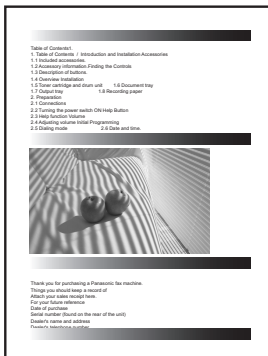 Table of Contents1.
1. Table of Contents / Introduction and Installation Accessories
1.1 Included accessories.
1.2 Accessory information.Finding the Controls
1.3 Description of buttons.
1.4 Overview Installation
1.5 Toner cartridge and drum unit 1.6 Document tray
1.7 Output tray 1.8 Recording paper
2. Preparation
2.1 Connections
2.2 Turning the power switch ON Help Button
2.3 Help function Volume
2.4 Adjusting volume Initial Programming
2.5 Dialing mode 2.6 Date and time.
Thank you for purchasing a Panasonic fax machine.
Things you should keep a record of
Attach your sales receipt here.
For your future reference
Date of purchase
Serial number (found on the rear of the unit)
Dealer's name and address
Dealer's telephone number